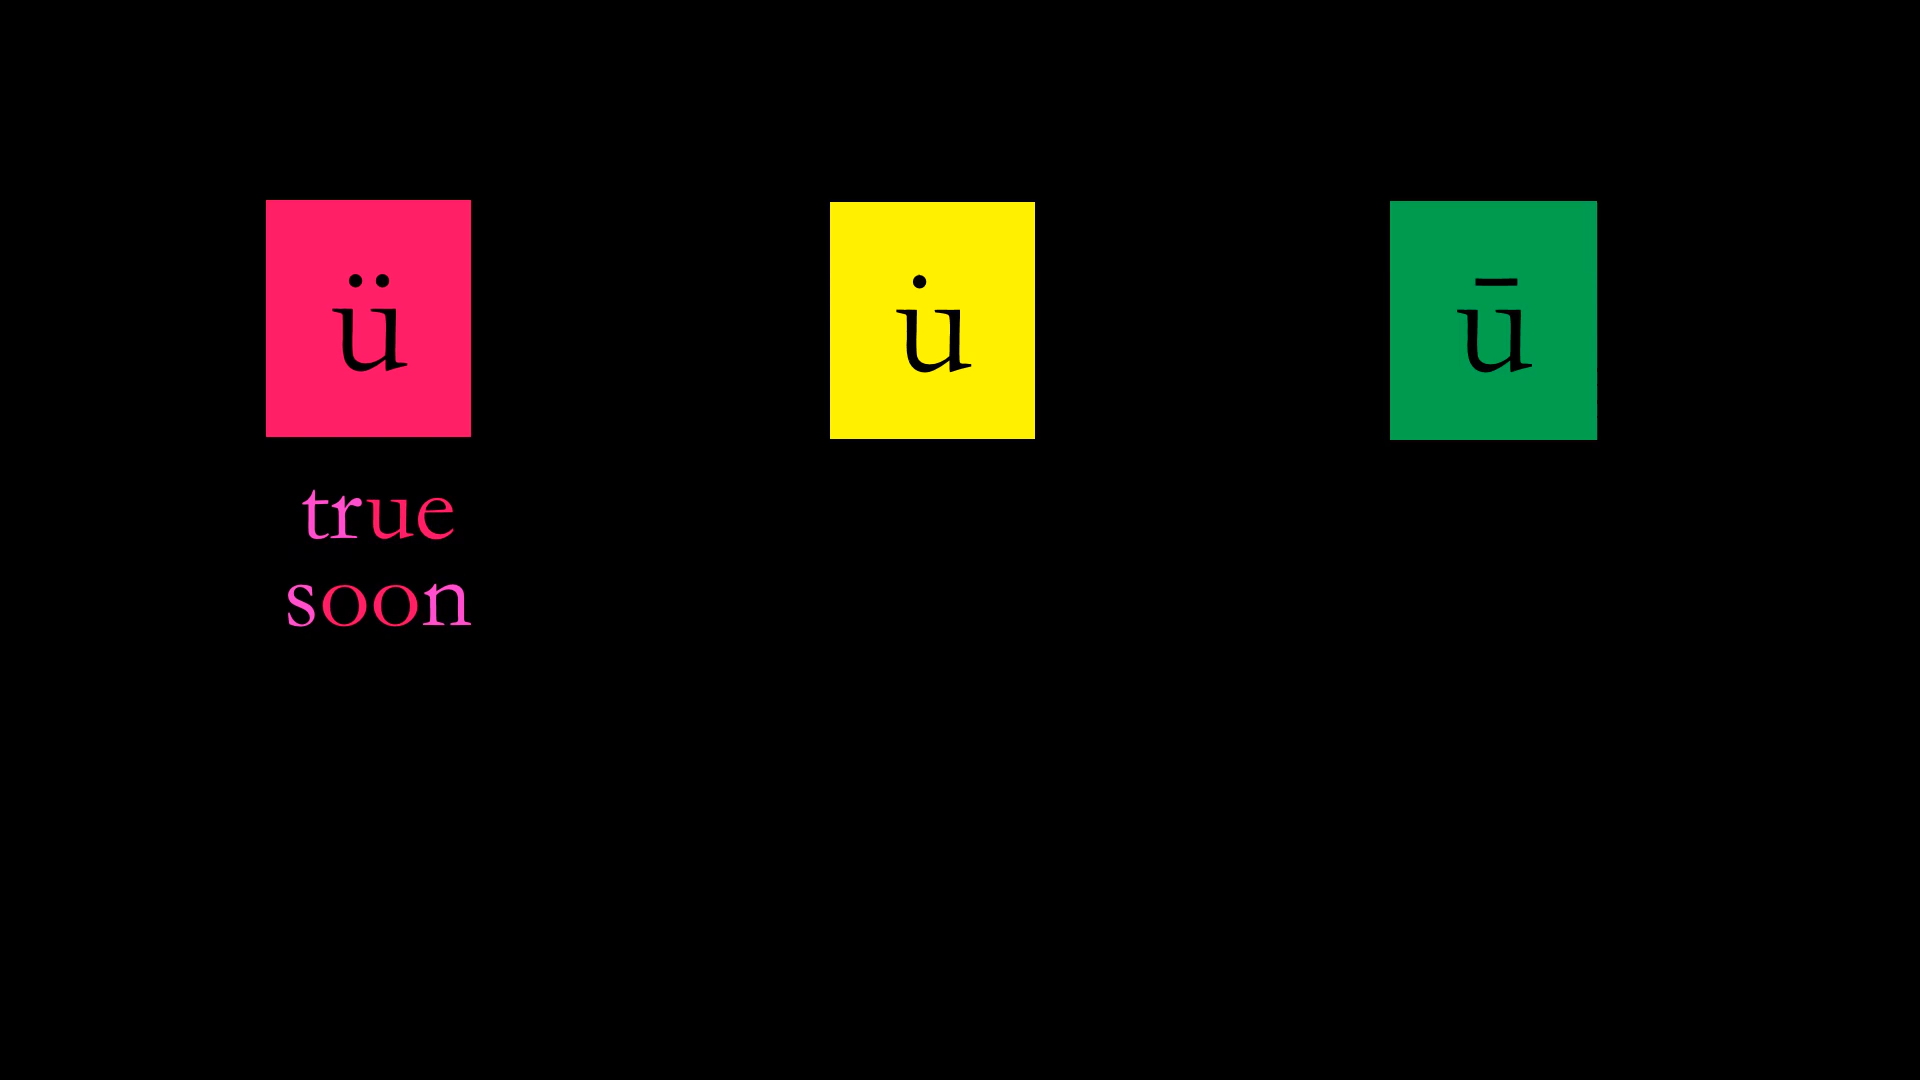 ü u̇ ū
true
soon